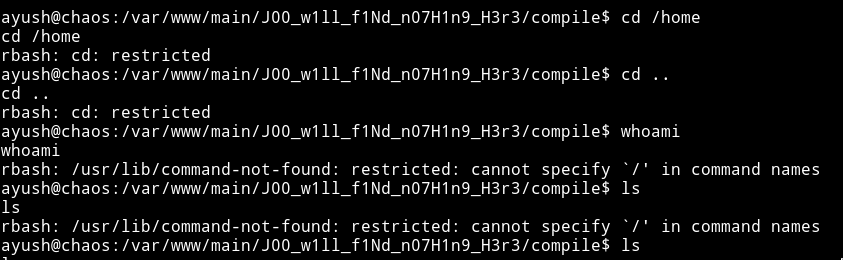 ayush@chaos:/var/www/main/J00_w1ll_f1Nd_n07H1n9_H3r3/compile$ cd /home
cd /home
rbash: cd: restricted
ayush@chaos:/var/www/main/J00_w1ll_f1Nd_n07H1n9_H3r3/compile$ cd ..
cd ..
rbash: cd: restricted
ayush@chaos:/var/www/main/J00_w1ll_f1Nd_n07H1n9_H3r3/compile$ whoami
whoami
rbash: /usr/lib/command-not-found: restricted: cannot specify `/' in command names
ayush@chaos:/var/www/main/J00_w1ll_f1Nd_n07H1n9_H3r3/compile$ ls
ls
rbash: /usr/lib/command-not-found: restricted: cannot specify `/' in command names
ayush@chaos:/var/www/main/J00_w1ll_f1Nd_n07H1n9_H3r3/compile$ ls